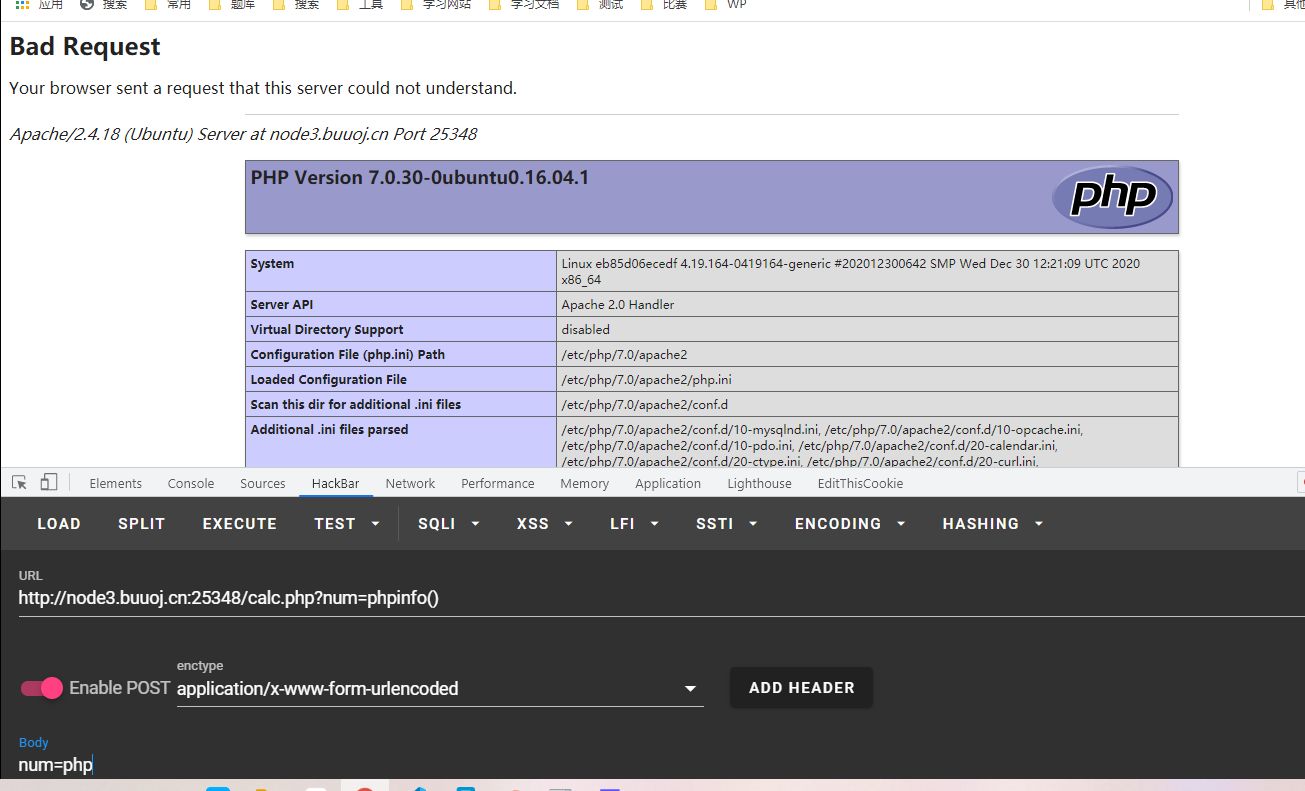 应用 搜索 常用 题库 搜索 工具 学习网站 学习文档 测试 比赛 WP
Bad Request
Your browser sent a request that this server could not understand.
Apache/2.4.18 (Ubuntu) Server at node3.buuoj.cn Port 25348
PHP Version 7.0.30-0ubuntu0.16.04.1
php
System
Linux eb85d06ecedf 4.19.164-0419164-generic #202012300642 SMP Wed Dec 30 12:21:09 UTC 2020
x86_64
Server API Apache 2.0 Handler
Virtual Directory Support disabled
Configuration File (php.ini) Path /etc/php/7.0/apache2
Loaded Configuration File /etc/php/7.0/apache2/php.ini
Scan this dir for additional .ini files /etc/php/7.0/apache2/conf.d
Additional .ini files parsed /etc/php/7.0/apache2/conf.d/10-mysqlnd.ini, /etc/php/7.0/apache2/conf.d/10-opcache.ini,
/etc/php/7.0/apache2/conf.d/10-pdo.ini, /etc/php/7.0/apache2/conf.d/20-calendar.ini,
/etc/php/7.0/apache2/conf.d/20-ctype.ini, /etc/php/7.0/apache2/conf.d/20-curl.ini,
Elements Console Sources HackBar Network Performance Memory Application Lighthouse EditThisCookie
LOAD SPLIT EXECUTE TEST SQLI XSS LFI SSTI ENCODING HASHING
URL
http://node3.buuoj.cn:25348/calc.php?num=phpinfo()
enctype
Enable POST application/x-www-form-urlencoded ADD HEADER
Body
num=php